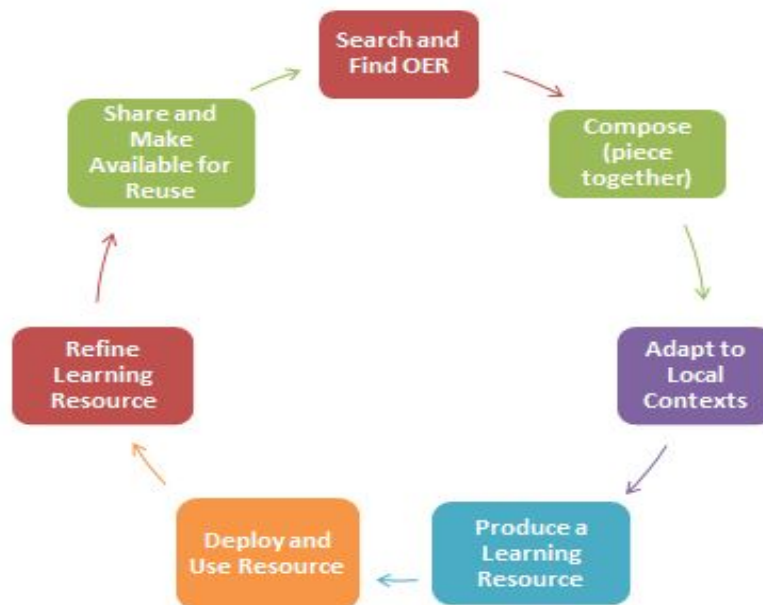 Search and
Find OER
Compose
(piece
together)
Adapt to
Local
Contexts
Produce a
Learning
Resource
Deploy and
Use Resource
Refine
Learning
Resource
Share and
Make
Available for
Reuse